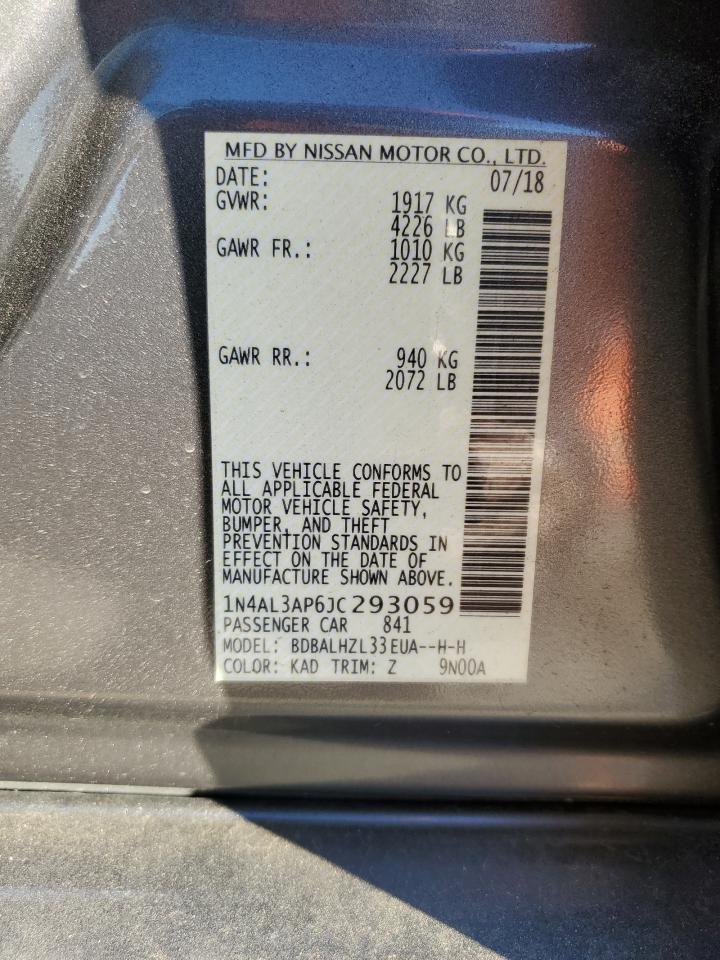 MFD BY NISSAN MOTOR CO., LTD.
DATE: 07/18
GVWR: 1917 KG
4226 LB
GAWR FR.: 1010 KG
2227 LB
GAWR RR.: 940 KG
2072 LB
THIS VEHICLE CONFORMS TO
ALL APPLICABLE FEDERAL
MOTOR VEHICLE SAFETY,
BUMPER, AND THEFT
PREVENTION STANDARDS IN
EFFECT ON THE DATE OF
MANUFACTURE SHOWN ABOVE.
1N4AL3AP6JC293059
PASSENGER CAR 841
MODEL: BDBALHZL33EUA--H-H
COLOR: KAD TRIM: Z 9N00A